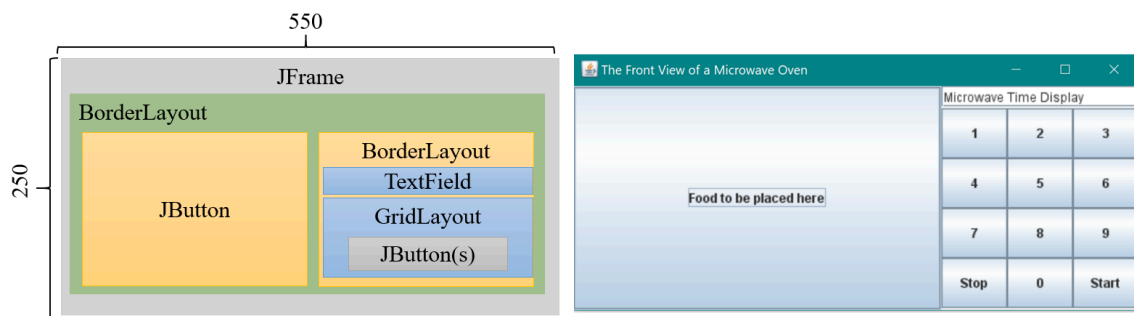 550
250
JFrame
BorderLayout
JButton
BorderLayout
TextField
GridLayout
JButton(s)
The Front View of a Microwave Oven
Food to be placed here
Microwave Time Display
1 2 3
4 5 6
7 8 9
Stop 0 Start